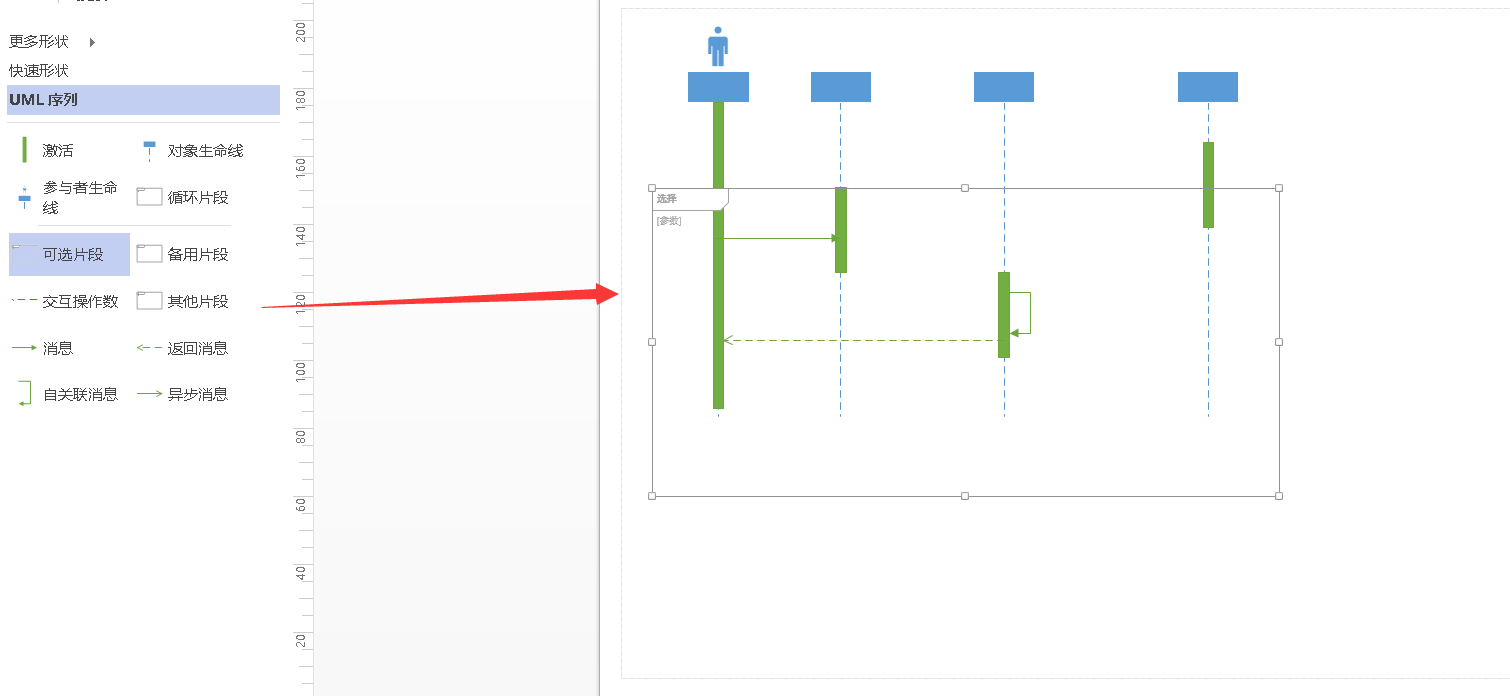 更多形状
快速形状
UML 序列
激活
对象生命线
参与者生命
线
循环片段
可选片段
备用片段
交互操作数
其他片段
消息
返回消息
自关联消息
异步消息
200
180
160
140
120
100
80
60
40
20
选择
[参数]